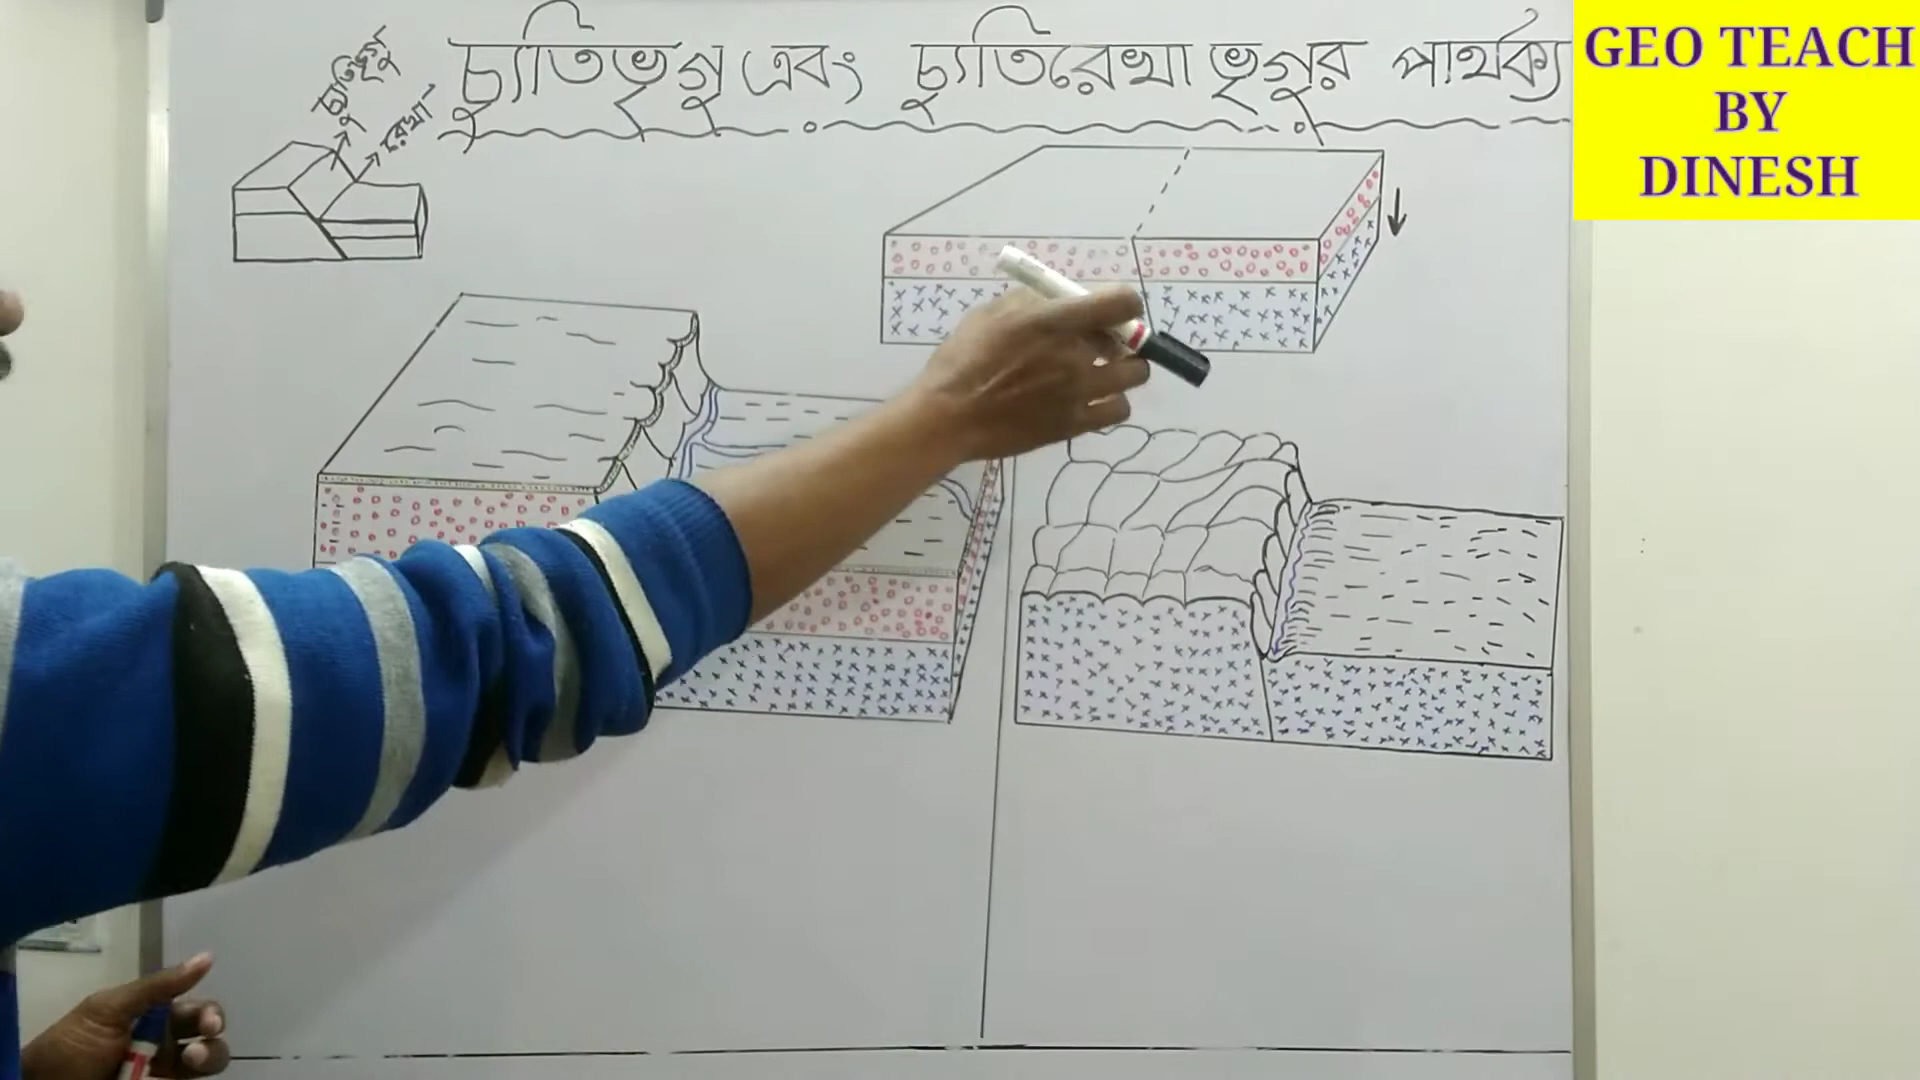 চ্যুতিভৃগু এবং চ্যুতিরেখা ভৃগুর পার্থক্য
চ্যুতিভৃগু
রেখা
GEO TEACH
BY
DINESH